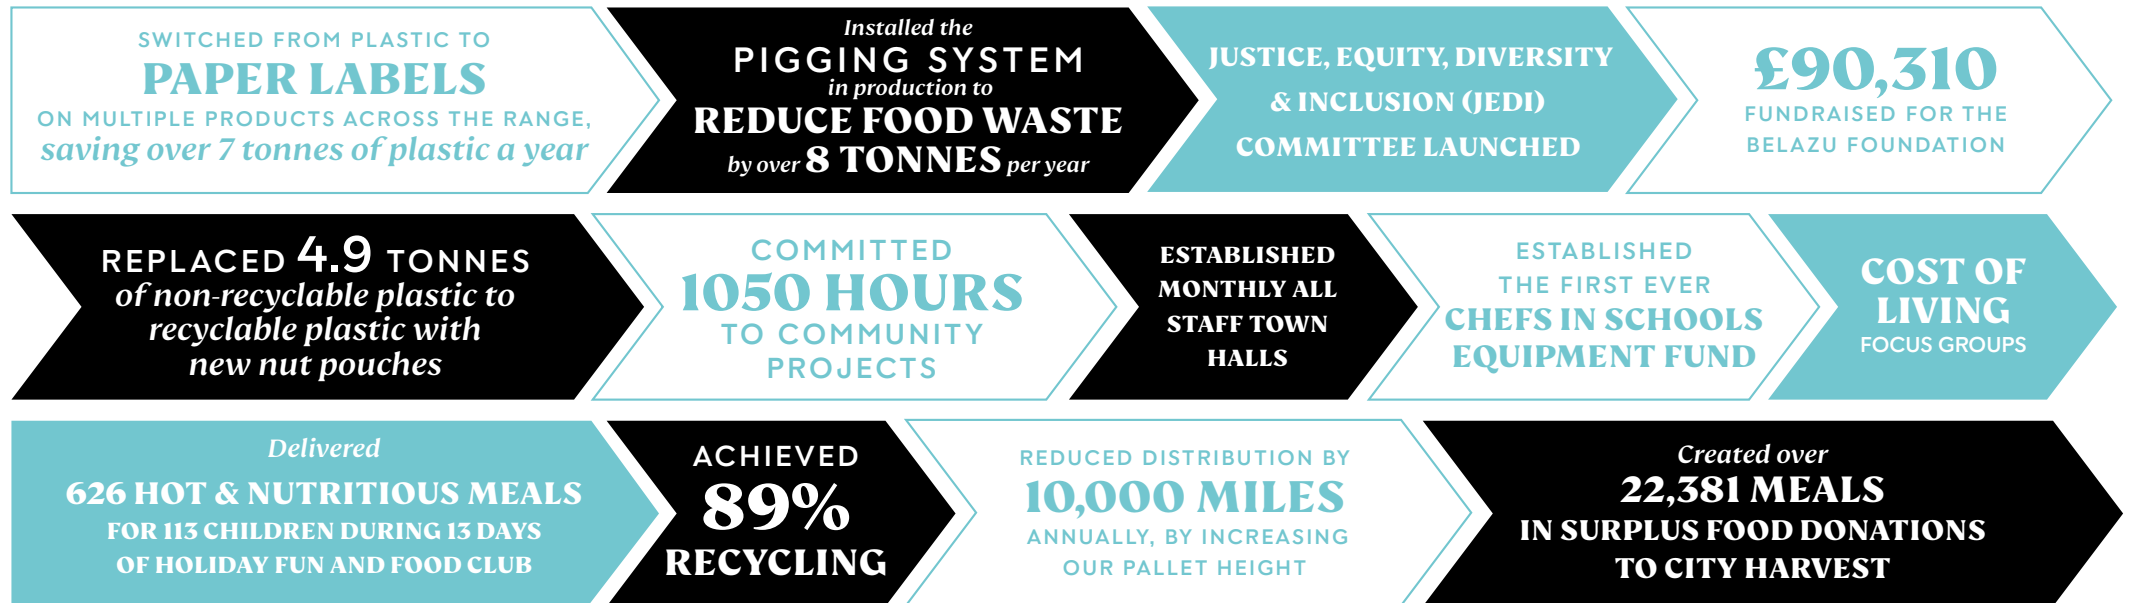 SWITCHED FROM PLASTIC TO
PAPER LABELS
ON MULTIPLE PRODUCTS ACROSS THE RANGE,
saving over 7 tonnes of plastic a year
Installed the
PIGGING SYSTEM
in production to
REDUCE FOOD WASTE
by over 8 TONNES per year
JUSTICE, EQUITY, DIVERSITY
& INCLUSION (JEDI)
COMMITTEE LAUNCHED
£90,310
FUNDRAISED FOR THE
BELAZU FOUNDATION
REPLACED 4.9 TONNES
of non-recyclable plastic to
recyclable plastic with
new nut pouches
COMMITTED
1050 HOURS
TO COMMUNITY
PROJECTS
ESTABLISHED
MONTHLY ALL
STAFF TOWN
HALLS
ESTABLISHED
THE FIRST EVER
CHEFS IN SCHOOLS
EQUIPMENT FUND
COST OF
LIVING
FOCUS GROUPS
Delivered
626 HOT & NUTRITIOUS MEALS
FOR 113 CHILDREN DURING 13 DAYS
OF HOLIDAY FUN AND FOOD CLUB
ACHIEVED
89%
RECYCLING
REDUCED DISTRIBUTION BY
10,000 MILES
ANNUALLY, BY INCREASING
OUR PALLET HEIGHT
Created over
22,381 MEALS
IN SURPLUS FOOD DONATIONS
TO CITY HARVEST